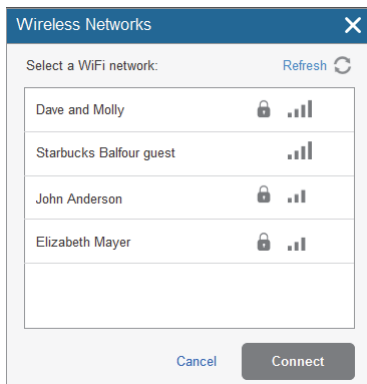 Wireless Networks
Select a WiFi network: Refresh
Dave and Molly
Starbucks Balfour guest
John Anderson
Elizabeth Mayer
Cancel Connect